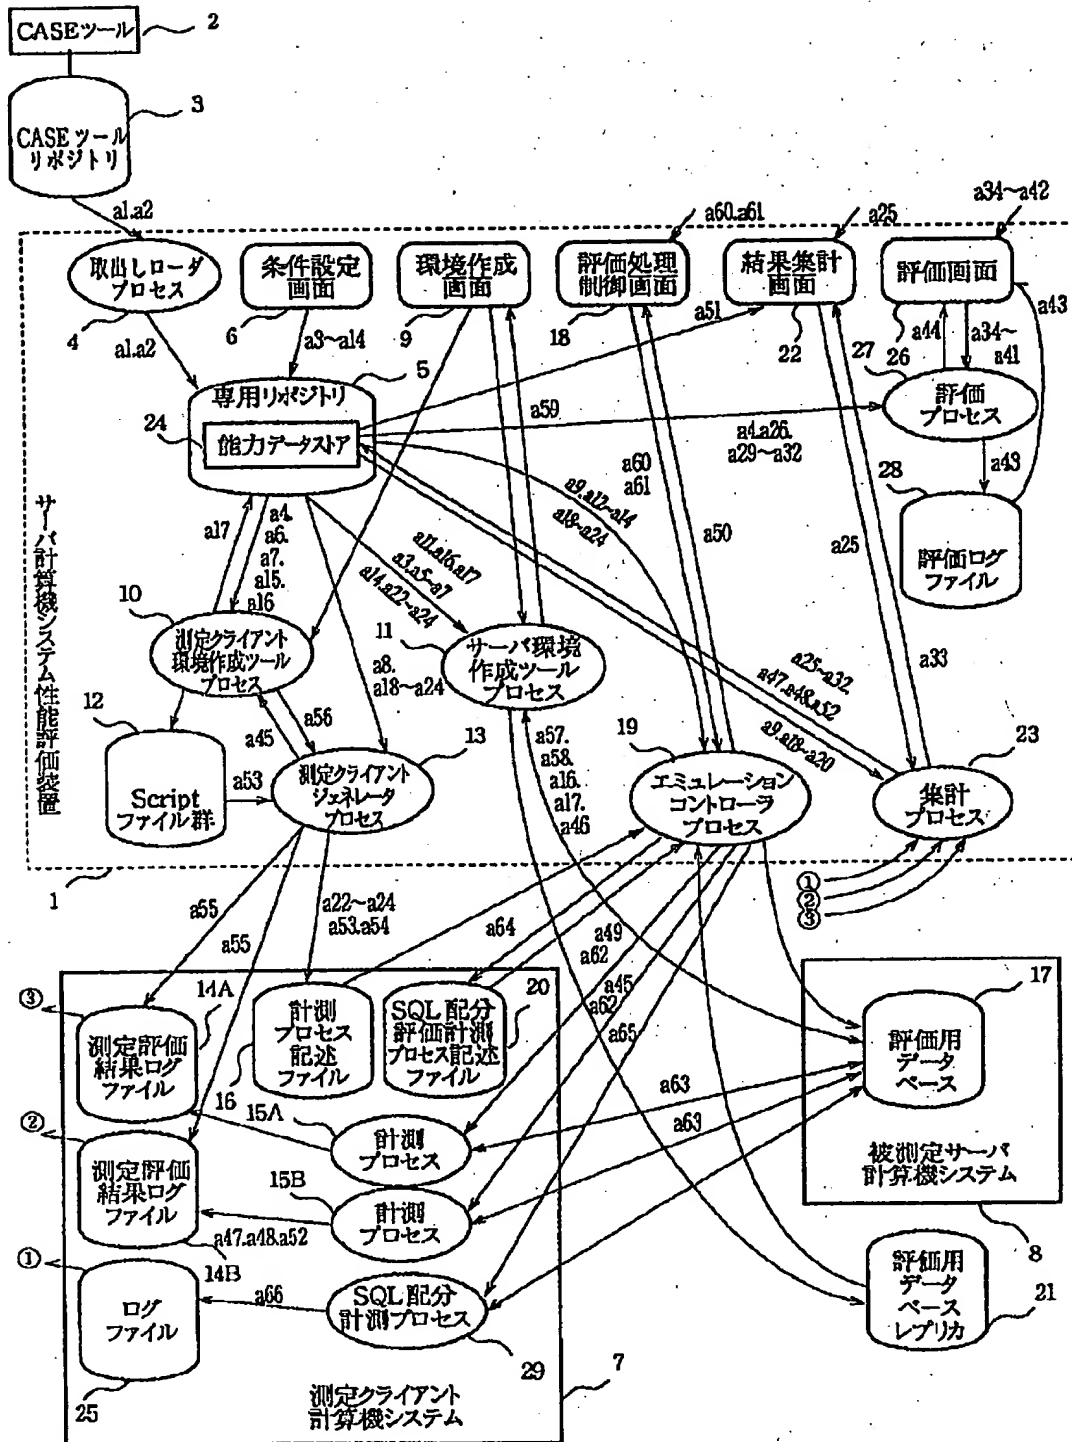 CASEツール
2
3
CASEツール
リポジトリ
a1.a2
a60.a61
a25
a34~a42
取出しローダ
プロセス
条件設定
画面
環境作成
画面
評価処理
制御画面
結果集計
画面
評価画面
4
6
9
18
22
26
27
a1.a2
a3~a14
5
a51
a44
a34~
a41
a43
専用リポジトリ
24
能力データストア
a59
評価
プロセス
a4.a26.
a29~a32
a43
28
評価ログ
ファイル
サーバ計算機システム性能評価装置
a17
a4.
a6.
a7.
a15.
a16
a11.a16.a17
a3.a5~a7
a14.a22~a24
a9.a12~a14
a18~a24
a60
a61
a50
a25
a33
10
測定クライアント
環境作成ツール
プロセス
11
サーバ環境
作成ツール
プロセス
a8.
a18~a24
a25~a32.
a47.a48.a52
a9.a18~a20
12
Script
ファイル群
a45
a56
a53
13
測定クライアント
ジェネレータ
プロセス
a57.
a58.
a16.
a17.
a46
19
エミュレーション
コントローラ
プロセス
23
集計
プロセス
1
①
②
③
a55
a55
a22~a24
a53.a54
a64
a49
a62
a45
a62
a65
③
14A
測定評価
結果ログ
ファイル
計測
プロセス
記述
ファイル
16
SQL配分
評価計測
プロセス記述
ファイル
20
17
評価用
データ
ベース
被測定サーバ
計算機システム
8
a63
a63
②
測定評価
結果ログ
ファイル
14B
15A
計測
プロセス
15B
計測
プロセス
a47.a48.a52
①
ログ
ファイル
25
a66
SQL配分
計測プロセス
29
7
測定クライアント
計算機システム
評価用
データ
ベース
レプリカ
21